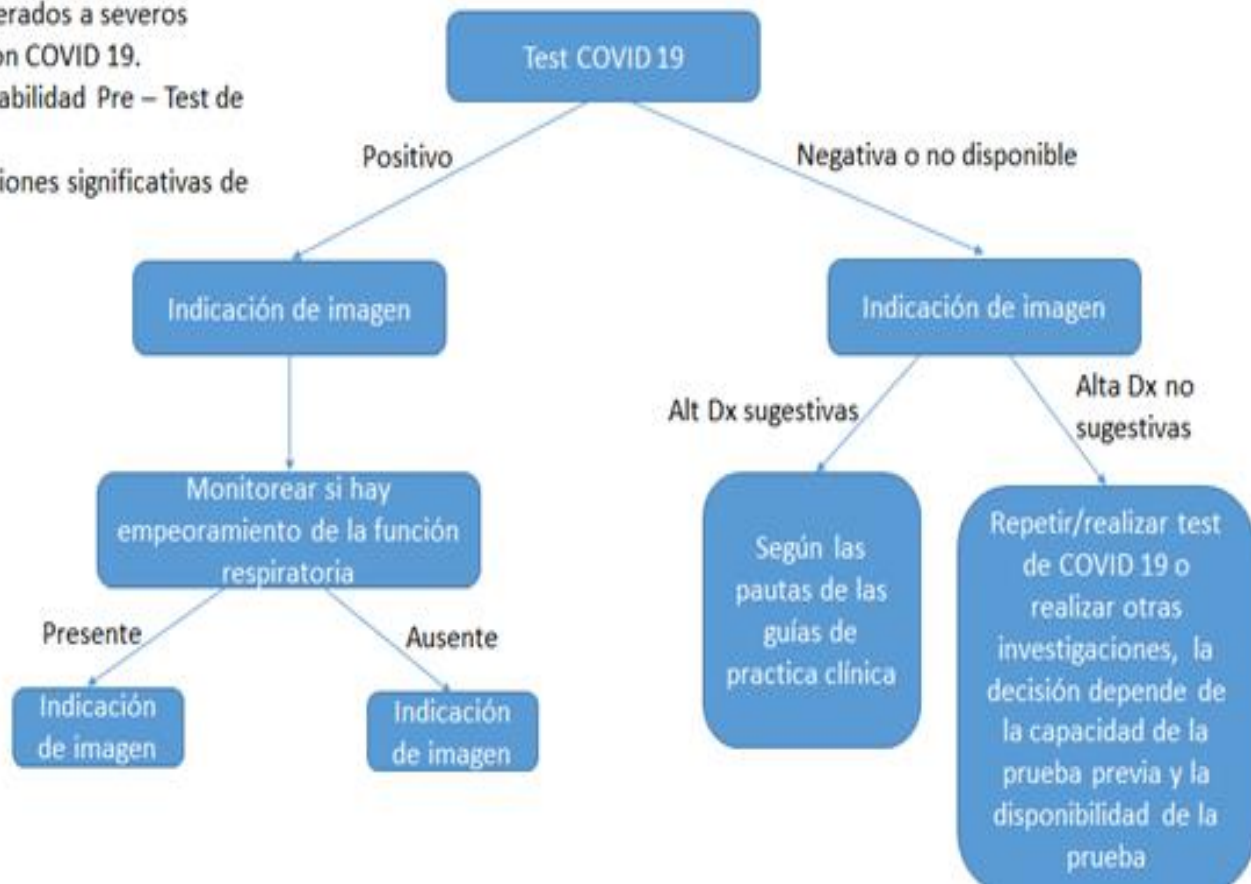 erados a severos
on COVID 19.
abilidad Pre – Test de
iones significativas de
Test COVID 19
Positivo
Negativa o no disponible
Indicación de imagen
Indicación de imagen
Alt Dx sugestivas
Alta Dx no
sugestivas
Monitorear si hay
empeoramiento de la función
respiratoria
Según las
pautas de las
guías de
practica clínica
Repetir/realizar test
de COVID 19 o
realizar otras
investigaciones, la
decisión depende de
la capacidad de la
prueba previa y la
disponibilidad de la
prueba
Presente
Ausente
Indicación
de imagen
Indicación
de imagen